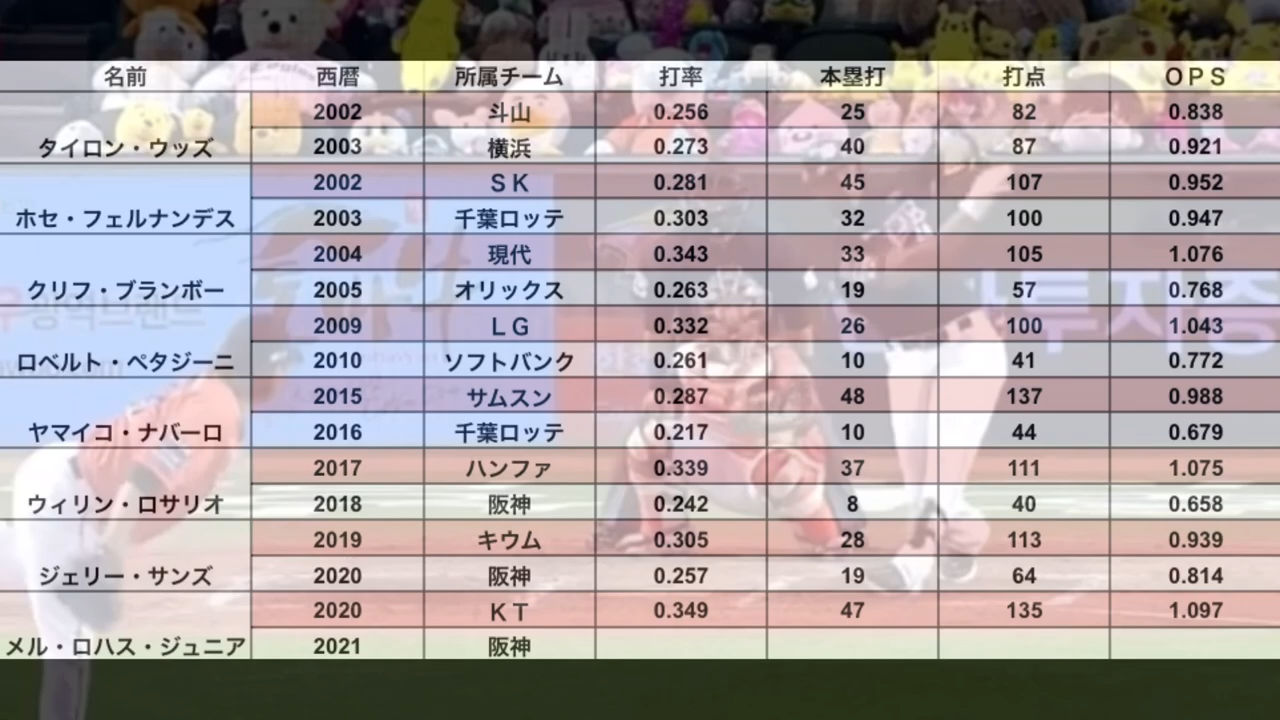 名前 西暦 所属チーム 打率 本塁打 打点 ＯＰＳ
2002 斗山 0.256 25 82 0.838
タイロン・ウッズ 2003 横浜 0.273 40 87 0.921
2002 ＳＫ 0.281 45 107 0.952
ホセ・フェルナンデス 2003 千葉ロッテ 0.303 32 100 0.947
2004 現代 0.343 33 105 1.076
クリフ・ブランボー 2005 オリックス 0.263 19 57 0.768
2009 ＬＧ 0.332 26 100 1.043
ロベルト・ペタジーニ 2010 ソフトバンク 0.261 10 41 0.772
2015 サムスン 0.287 48 137 0.988
ヤマイコ・ナバーロ 2016 千葉ロッテ 0.217 10 44 0.679
2017 ハンファ 0.339 37 111 1.075
ウィリン・ロサリオ 2018 阪神 0.242 8 40 0.658
2019 キウム 0.305 28 113 0.939
ジェリー・サンズ 2020 阪神 0.257 19 64 0.814
2020 ＫＴ 0.349 47 135 1.097
メル・ロハス・ジュニア 2021 阪神